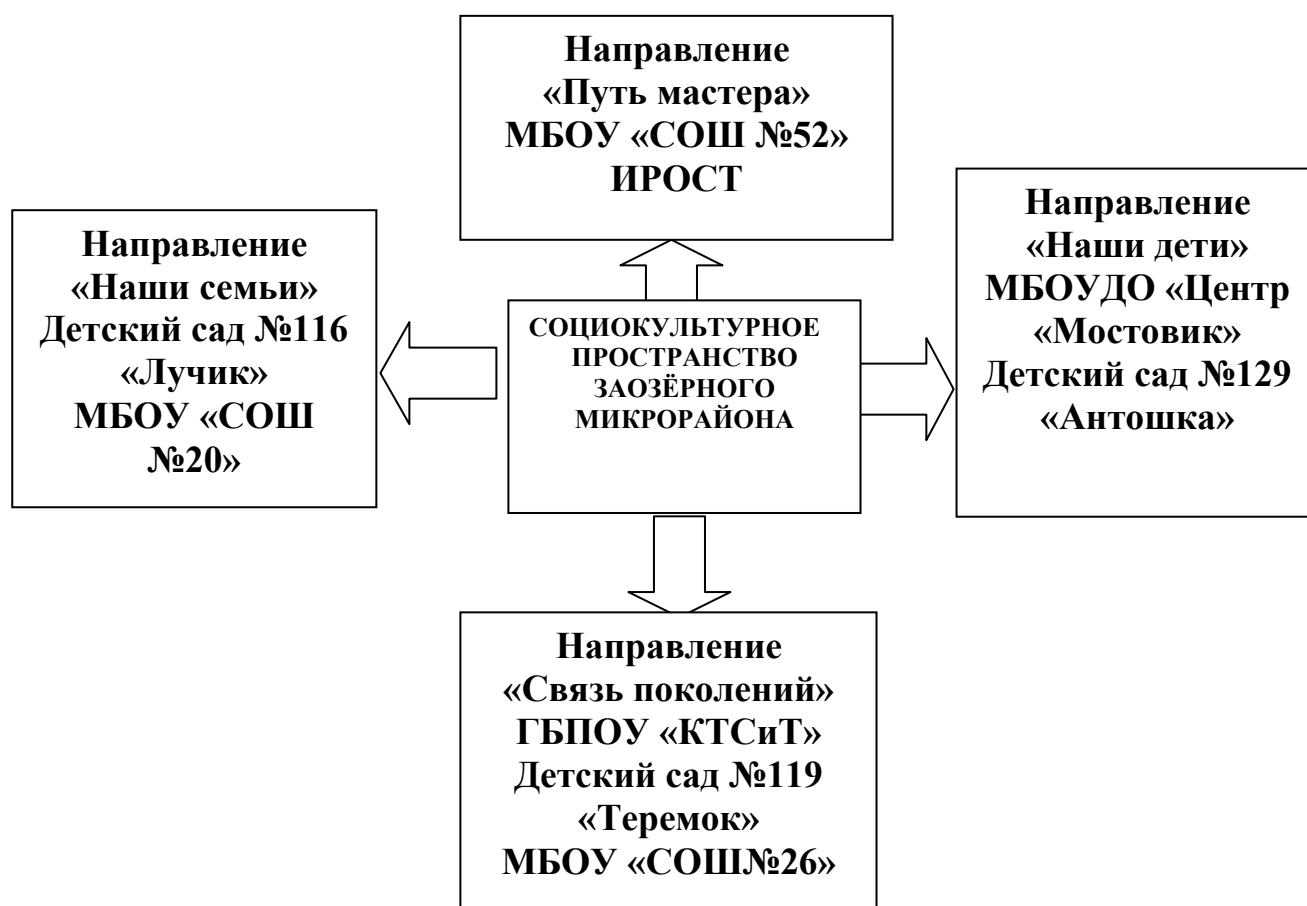 Направление
«Путь мастера»
МБОУ «СОШ №52»
ИРОСТ
Направление
«Наши семьи»
Детский сад №116
«Лучик»
МБОУ «СОШ
№20»
СОЦИОКУЛЬТУРНОЕ
ПРОСТРАНСТВО
ЗАОЗЁРНОГО
МИКРОРАЙОНА
Направление
«Наши дети»
МБОУДО «Центр
«Мостовик»
Детский сад №129
«Антошка»
Направление
«Связь поколений»
ГБПОУ «КТСиТ»
Детский сад №119
«Теремок»
МБОУ «СОШ№26»